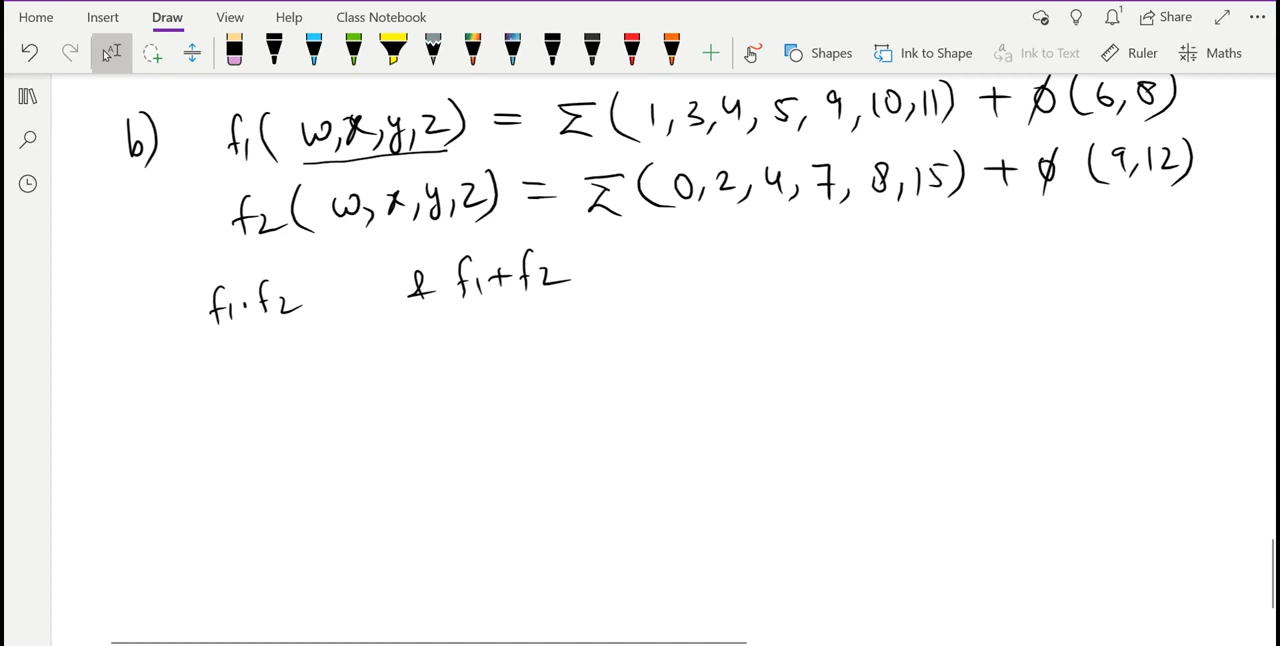 Home Insert Draw View Help Class Notebook Share ...
1
Shapes Ink to Shape Ink to Text Ruler Maths
b) f₁(w,x,y,z) = Σ(1,3,4,5,9,10,11) + ϕ(6,8)
f₂(w,x,y,z) = Σ(0,2,4,7,8,15) + ϕ(9,12)
f₁.f₂ & f₁+f₂